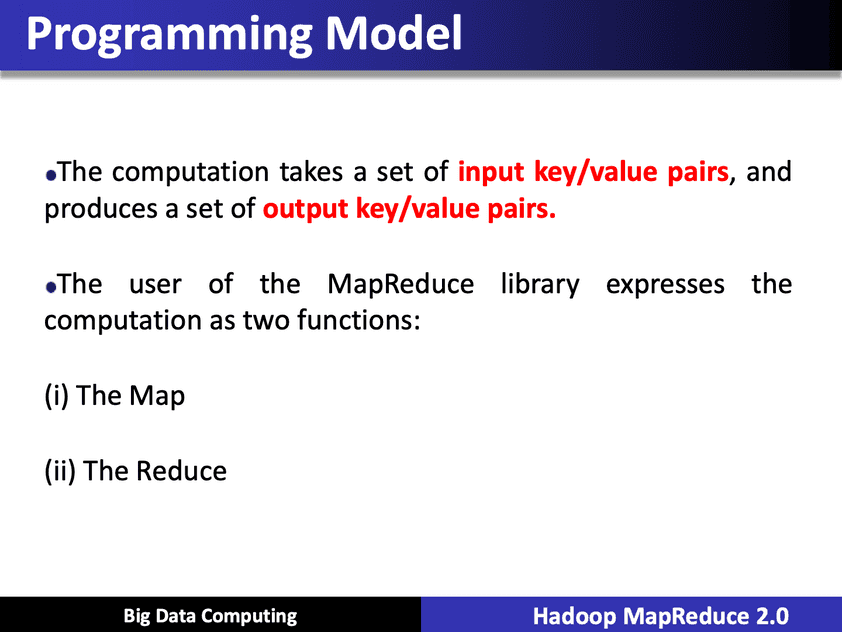 Programming Model
•The computation takes a set of input key/value pairs, and
produces a set of output key/value pairs.
•The user of the MapReduce library expresses the
computation as two functions:
(i) The Map
(ii) The Reduce
Big Data Computing
Hadoop MapReduce 2.0